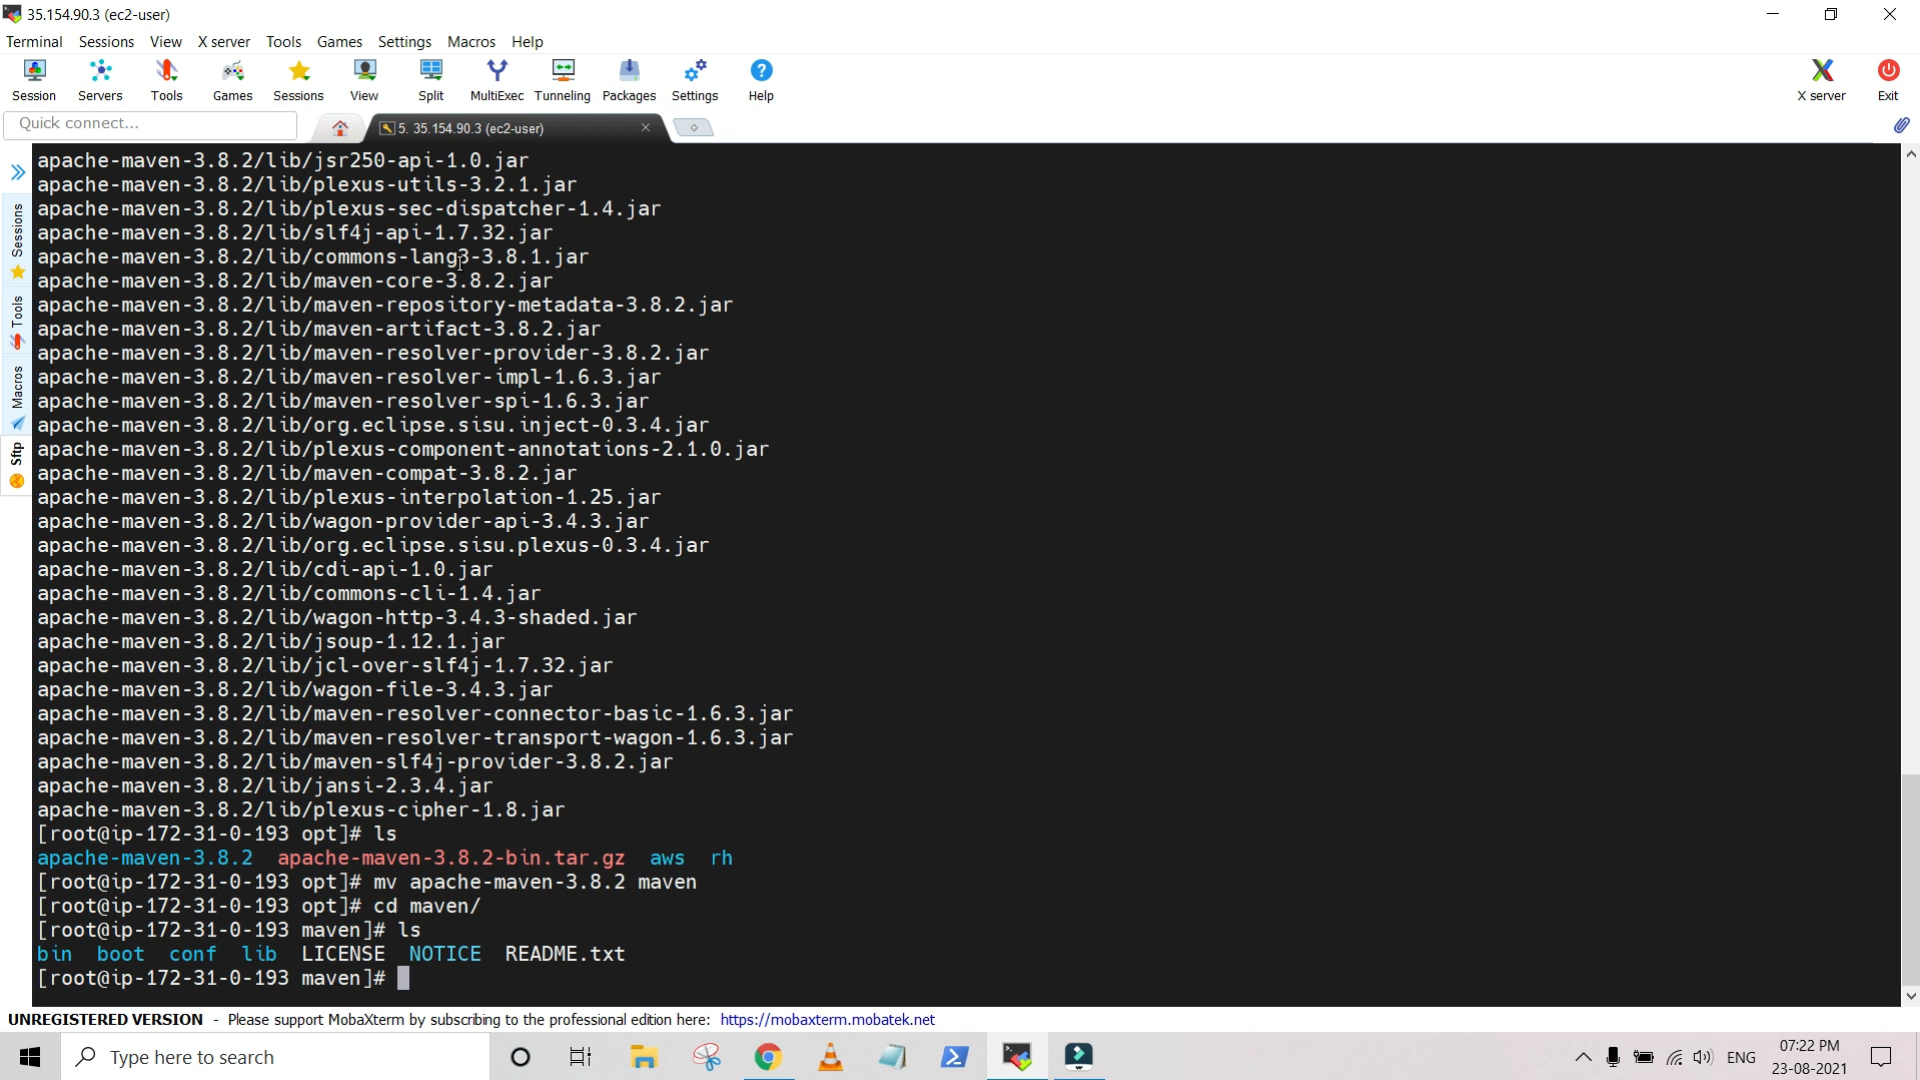 35.154.90.3 (ec2-user)
Terminal Sessions View X server Tools Games Settings Macros Help
Session Servers Tools Games Sessions View Split MultiExec Tunneling Packages Settings Help X server Exit
Quick connect... 5. 35.154.90.3 (ec2-user)
Sessions
Tools
Macros
Sftp
apache-maven-3.8.2/lib/jsr250-api-1.0.jar
apache-maven-3.8.2/lib/plexus-utils-3.2.1.jar
apache-maven-3.8.2/lib/plexus-sec-dispatcher-1.4.jar
apache-maven-3.8.2/lib/slf4j-api-1.7.32.jar
apache-maven-3.8.2/lib/commons-lang3-3.8.1.jar
apache-maven-3.8.2/lib/maven-core-3.8.2.jar
apache-maven-3.8.2/lib/maven-repository-metadata-3.8.2.jar
apache-maven-3.8.2/lib/maven-artifact-3.8.2.jar
apache-maven-3.8.2/lib/maven-resolver-provider-3.8.2.jar
apache-maven-3.8.2/lib/maven-resolver-impl-1.6.3.jar
apache-maven-3.8.2/lib/maven-resolver-spi-1.6.3.jar
apache-maven-3.8.2/lib/org.eclipse.sisu.inject-0.3.4.jar
apache-maven-3.8.2/lib/plexus-component-annotations-2.1.0.jar
apache-maven-3.8.2/lib/maven-compat-3.8.2.jar
apache-maven-3.8.2/lib/plexus-interpolation-1.25.jar
apache-maven-3.8.2/lib/wagon-provider-api-3.4.3.jar
apache-maven-3.8.2/lib/org.eclipse.sisu.plexus-0.3.4.jar
apache-maven-3.8.2/lib/cdi-api-1.0.jar
apache-maven-3.8.2/lib/commons-cli-1.4.jar
apache-maven-3.8.2/lib/wagon-http-3.4.3-shaded.jar
apache-maven-3.8.2/lib/jsoup-1.12.1.jar
apache-maven-3.8.2/lib/jcl-over-slf4j-1.7.32.jar
apache-maven-3.8.2/lib/wagon-file-3.4.3.jar
apache-maven-3.8.2/lib/maven-resolver-connector-basic-1.6.3.jar
apache-maven-3.8.2/lib/maven-resolver-transport-wagon-1.6.3.jar
apache-maven-3.8.2/lib/maven-slf4j-provider-3.8.2.jar
apache-maven-3.8.2/lib/jansi-2.3.4.jar
apache-maven-3.8.2/lib/plexus-cipher-1.8.jar
[root@ip-172-31-0-193 opt]# ls
apache-maven-3.8.2 apache-maven-3.8.2-bin.tar.gz aws rh
[root@ip-172-31-0-193 opt]# mv apache-maven-3.8.2 maven
[root@ip-172-31-0-193 opt]# cd maven/
[root@ip-172-31-0-193 maven]# ls
bin boot conf lib LICENSE NOTICE README.txt
[root@ip-172-31-0-193 maven]#
UNREGISTERED VERSION - Please support MobaXterm by subscribing to the professional edition here: https://mobaxterm.mobatek.net
Type here to search ENG 07:22 PM
23-08-2021